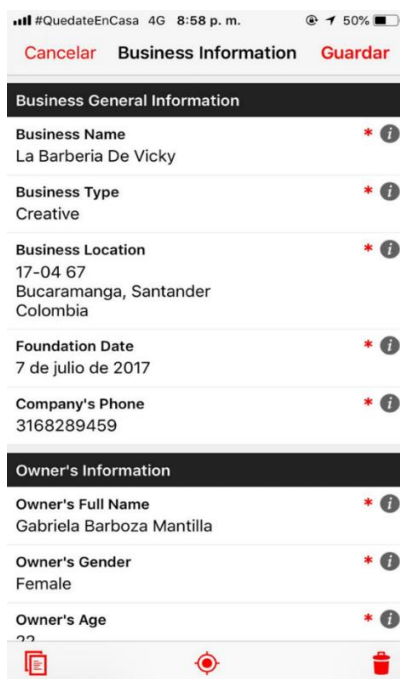 #QuedateEnCasa 4G 8:58 p. m. 50%
Cancelar Business Information Guardar
Business General Information
Business Name * i
La Barberia De Vicky
Business Type * i
Creative
Business Location * i
17-04 67
Bucaramanga, Santander
Colombia
Foundation Date * i
7 de julio de 2017
Company's Phone * i
3168289459
Owner's Information
Owner's Full Name * i
Gabriela Barboza Mantilla
Owner's Gender * i
Female
Owner's Age * i